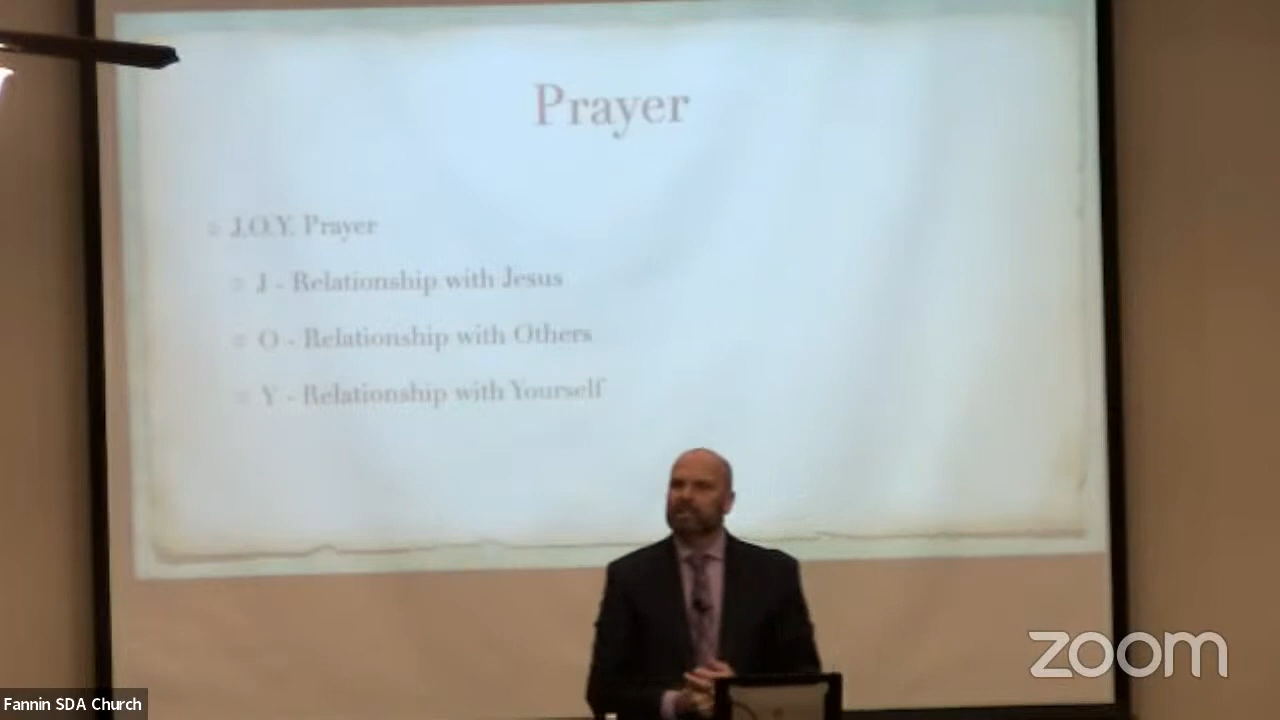 Prayer
J.O.Y. Prayer
J - Relationship with Jesus
O - Relationship with Others
Y - Relationship with Yourself
zoom
Fannin SDA Church